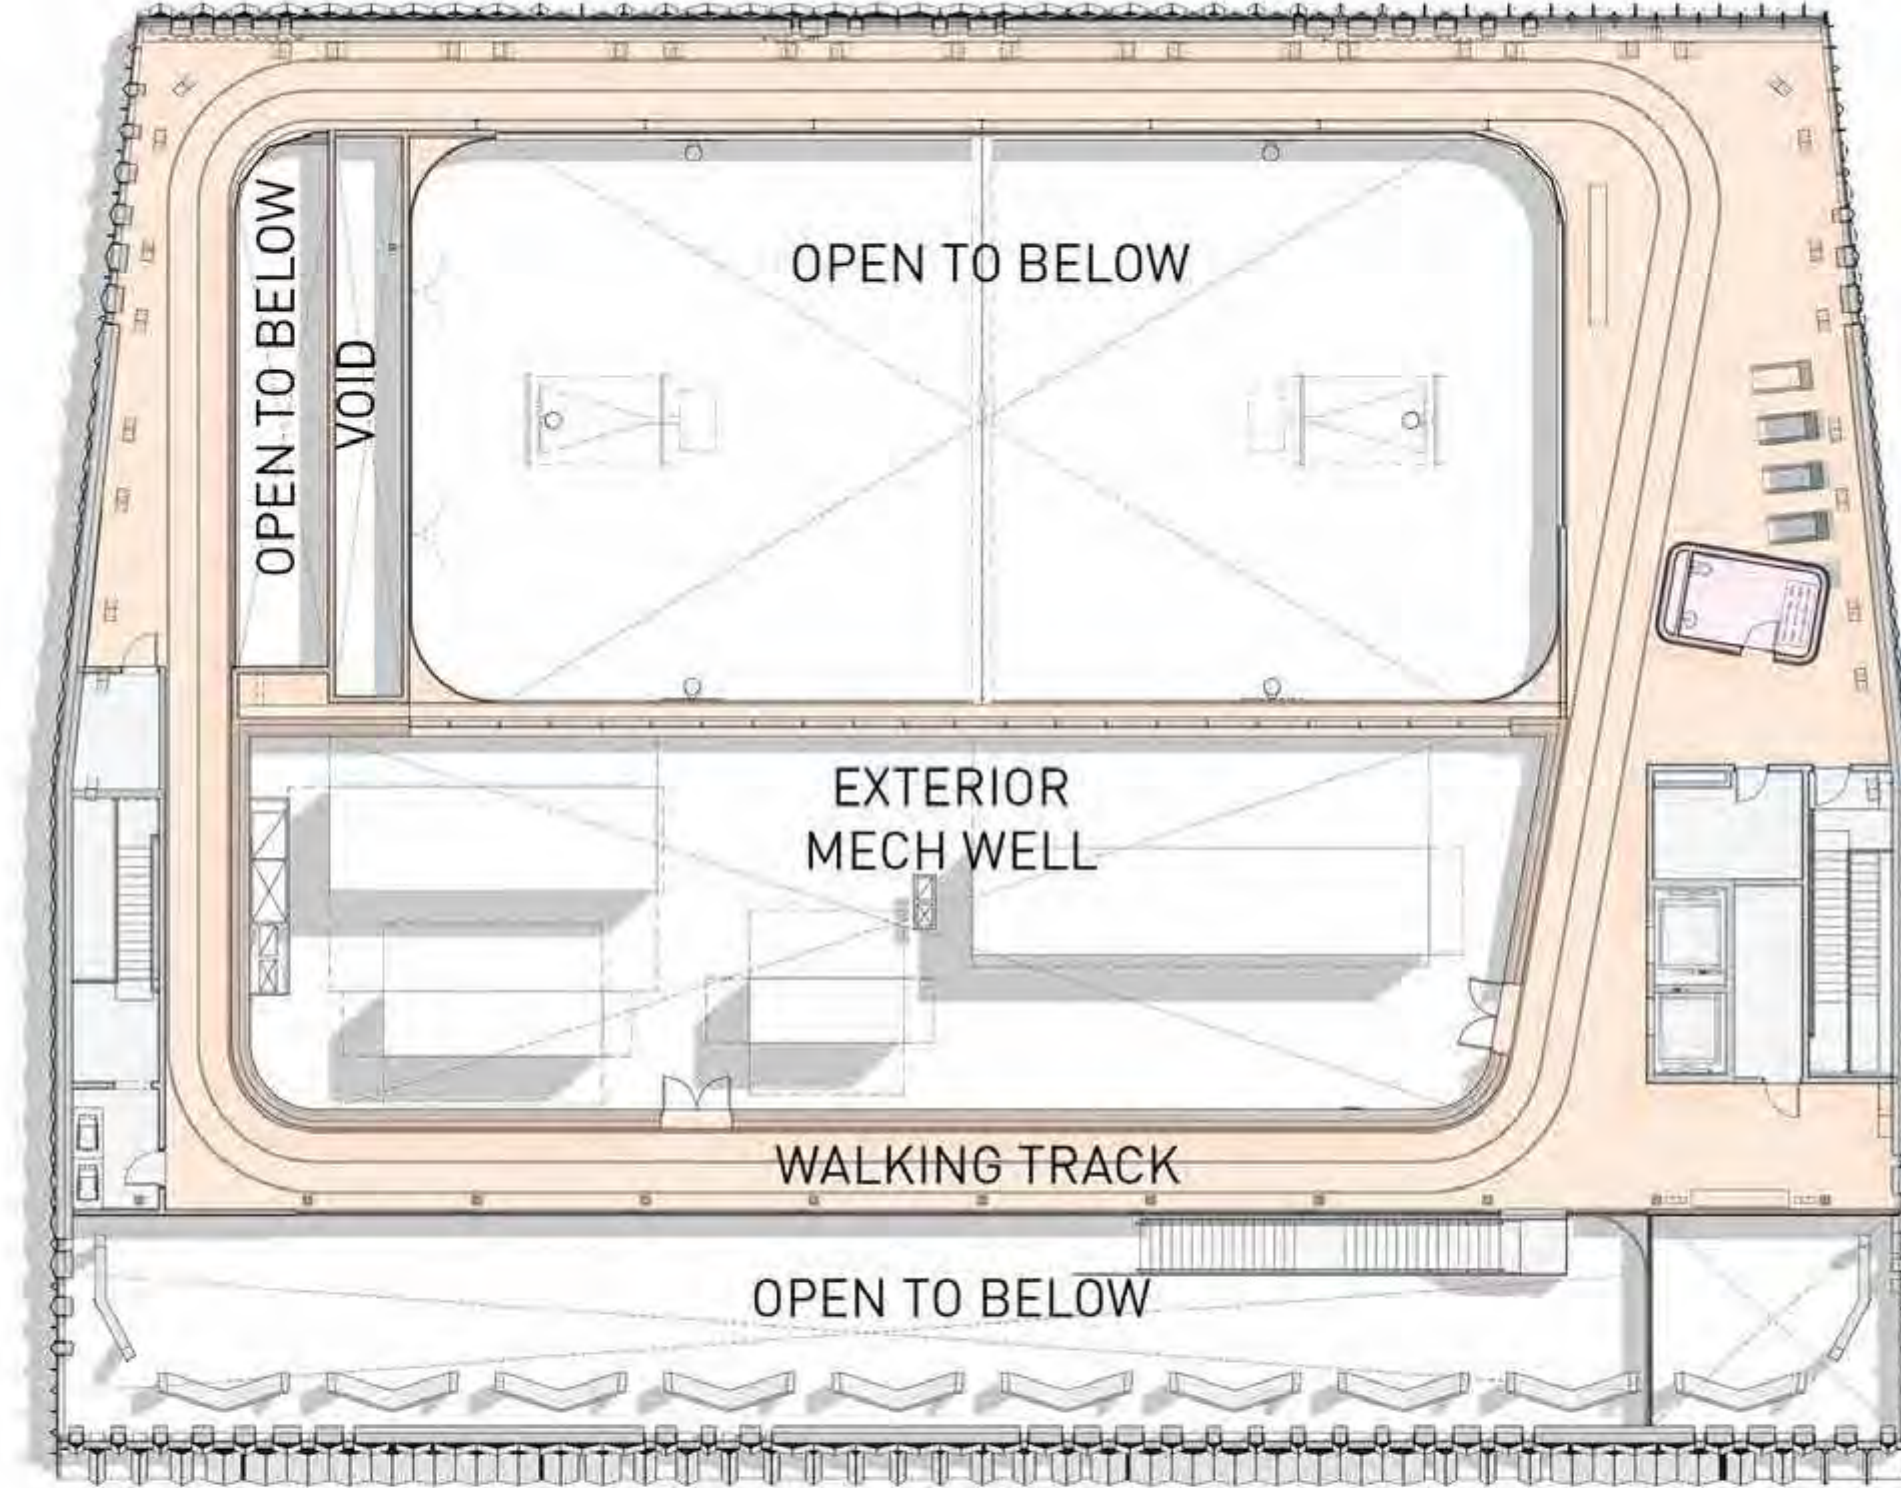 OPEN TO BELOW
VOID
OPEN TO BELOW
EXTERIOR
MECH WELL
WALKING TRACK
OPEN TO BELOW